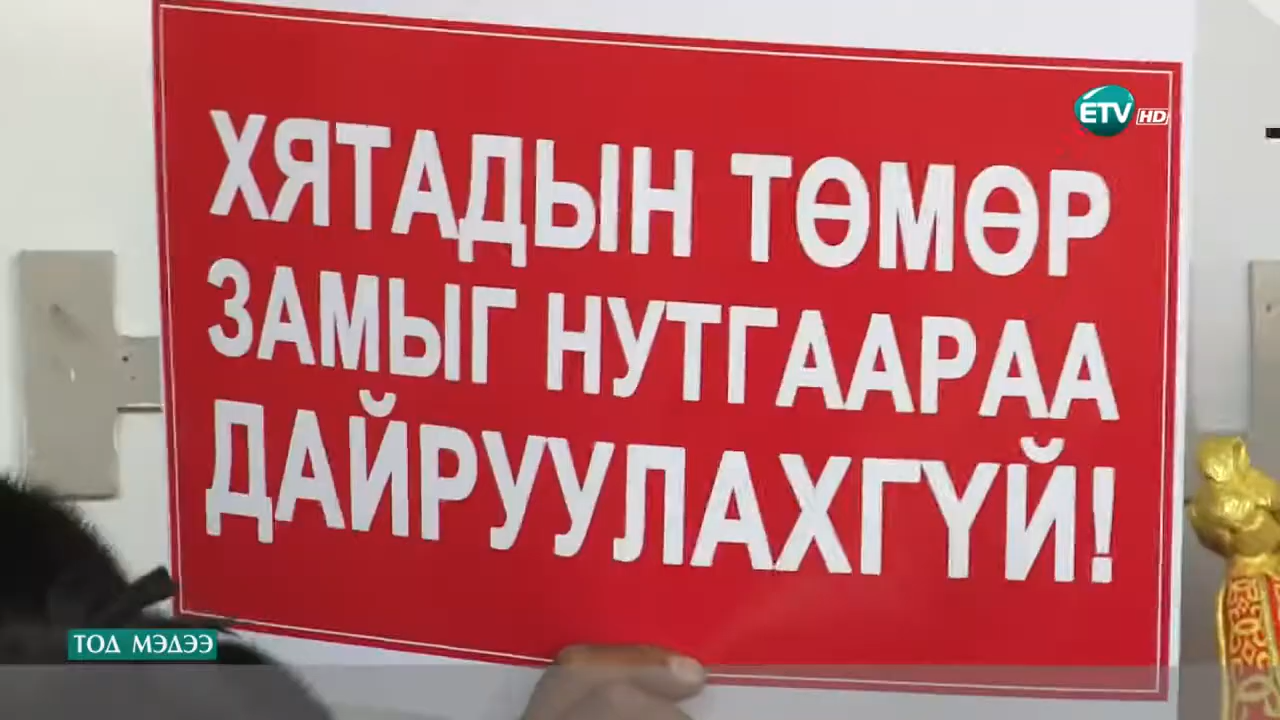 ETV HD
ХЯТАДЫН ТӨМӨР
ЗАМЫГ НУТГААРАА
ДАЙРУУЛАХГҮЙ!
ТОД МЭДЭЭ